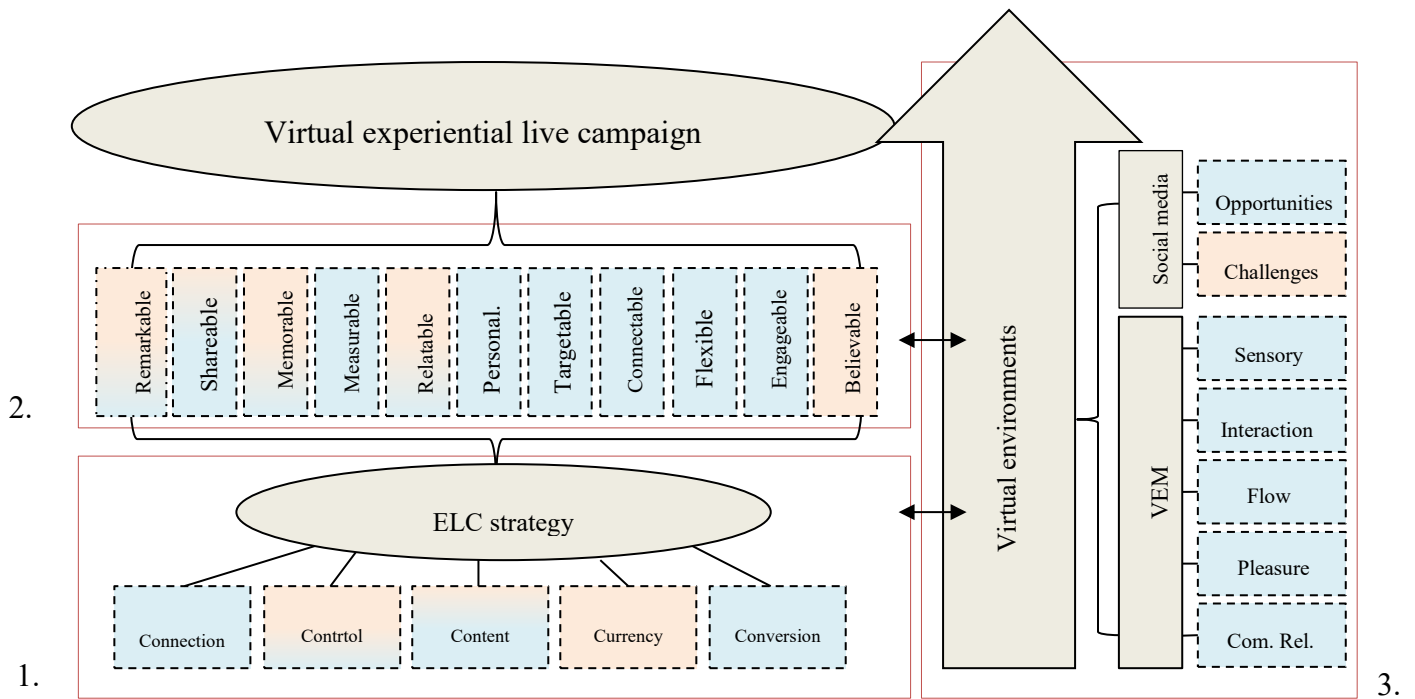 Virtual experiential live campaign
Remarkable
Shareable
Memorable
Measurable
Relatable
Personal.
Targetable
Connectable
Flexible
Engageable
Believable
2.
ELC strategy
Connection
Contrtol
Content
Currency
Conversion
1.
Virtual environments
Social media
Opportunities
Challenges
VEM
Sensory
Interaction
Flow
Pleasure
Com. Rel.
3.